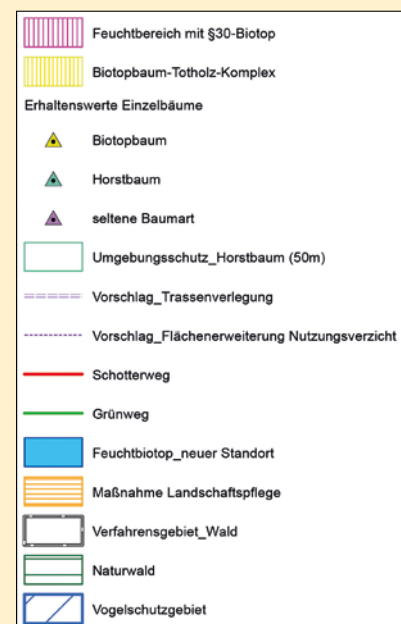 Feuchtbereich mit §30-Biotop
Biotopbaum-Totholz-Komplex
Erhaltenswerte Einzelbäume
Biotopbaum
Horstbaum
seltene Baumart
Umgebungsschutz_Horstbaum (50m)
Vorschlag_Trassenverlegung
Vorschlag_Flächenerweiterung Nutzungsverzicht
Schotterweg
Grünweg
Feuchtbiotop_neuer Standort
Maßnahme Landschaftspflege
Verfahrensgebiet_Wald
Naturwald
Vogelschutzgebiet